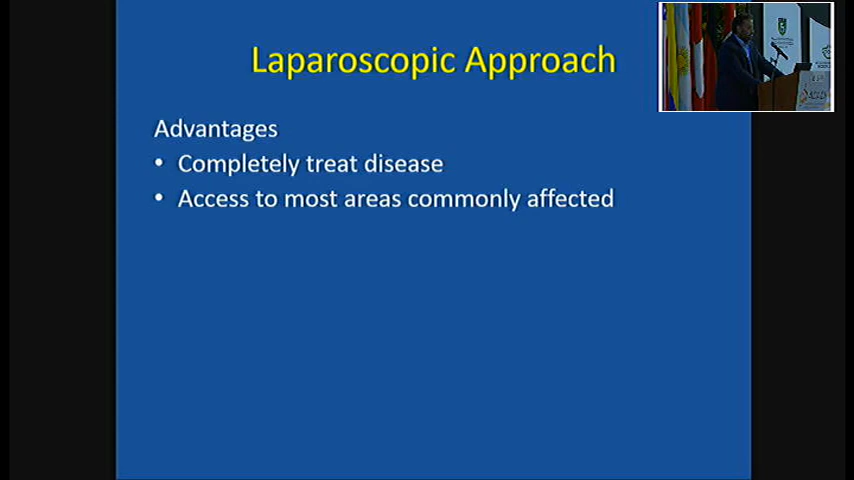 Laparoscopic Approach
Advantages
• Completely treat disease
• Access to most areas commonly affected